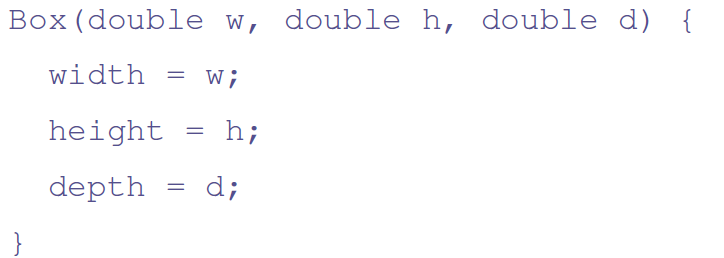 Box(double w, double h, double d) {
  width = w;
  height = h;
  depth = d;
}